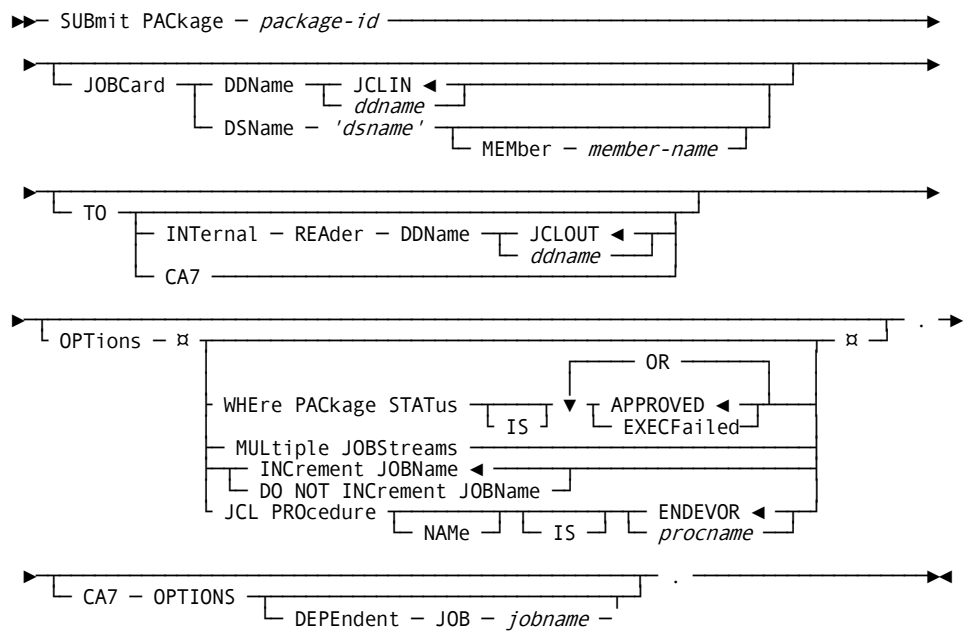 SUBmit PACkage – package-id
JOBCard DDName JCLIN
ddname
DSName – 'dsname'
MEMber – member-name
TO
INTernal – REAder – DDName JCLOUT
ddname
CA7
OPTions – ¤ ¤ .
OR
WHEre PACkage STATus APPROVED
IS EXECFailed
MULtiple JOBStreams
INCrement JOBName
DO NOT INCrement JOBName
JCL PROcedure ENDEVOR
NAMe IS procname
CA7 – OPTIONS .
DEPEndent – JOB – jobname